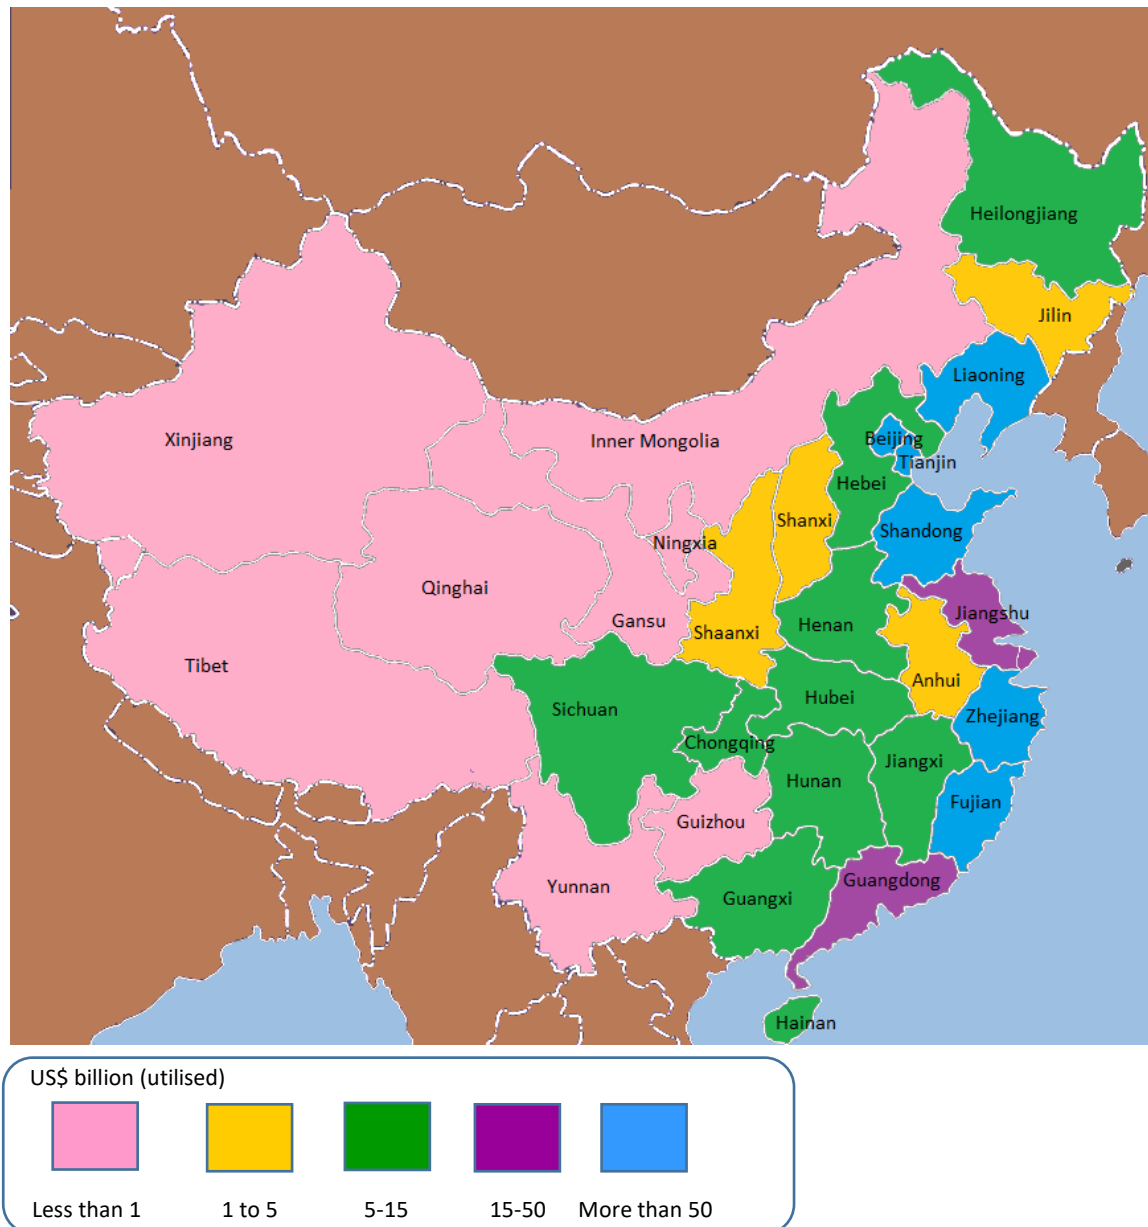 Heilongjiang
Jilin
Liaoning
Xinjiang
Inner Mongolia
Beijing
Tianjin
Hebei
Shanxi
Shandong
Ningxia
Qinghai
Gansu
Shaanxi
Henan
Jiangshu
Tibet
Anhui
Sichuan
Hubei
Zhejiang
Chongqing
Hunan
Jiangxi
Fujian
Guizhou
Yunnan
Guangxi
Guangdong
Hainan
US$ billion (utilised)
Less than 1 1 to 5 5-15 15-50 More than 50